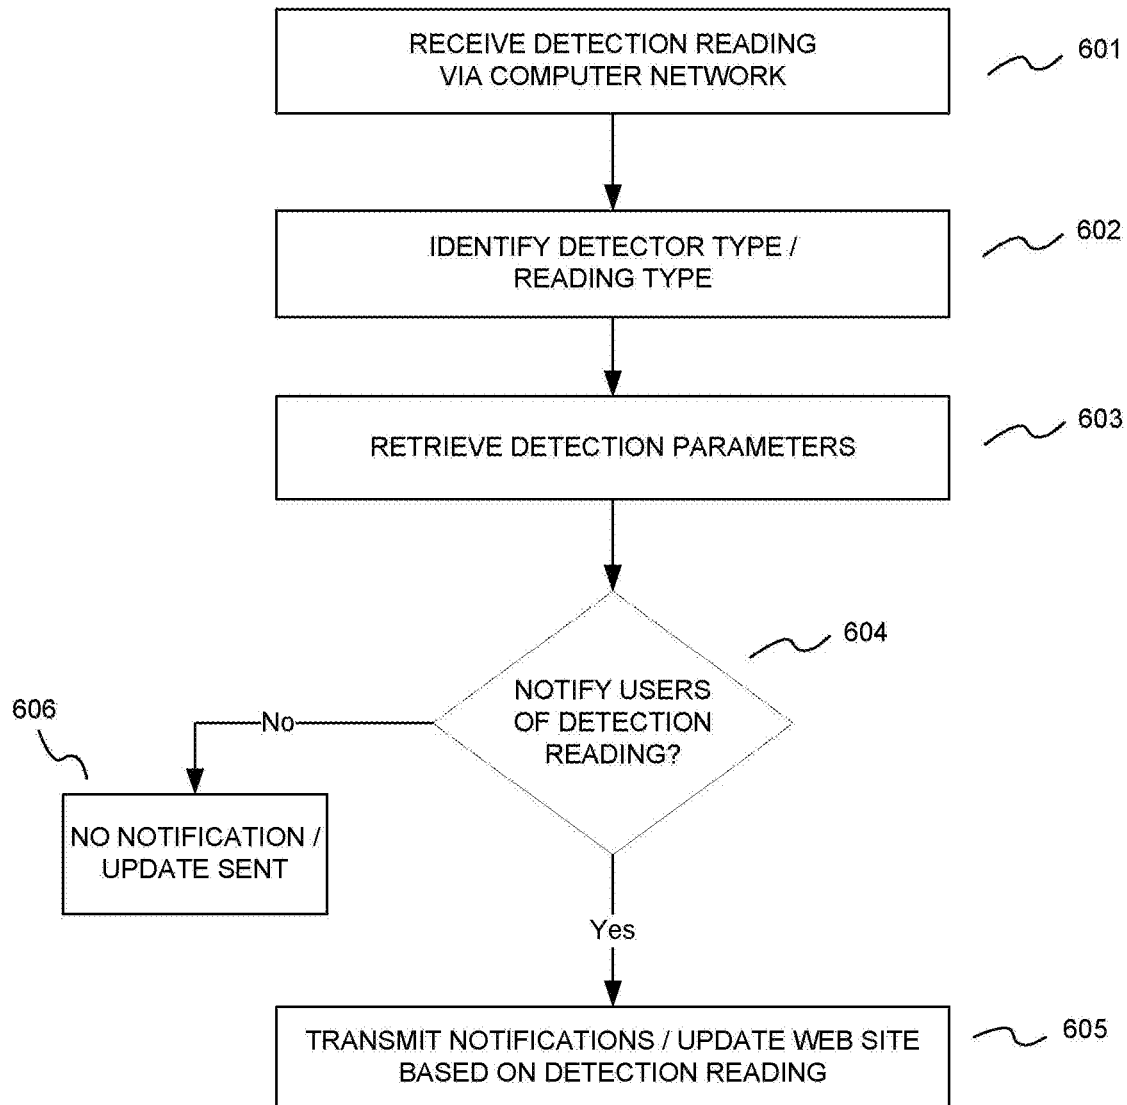 RECEIVE DETECTION READING
VIA COMPUTER NETWORK
601
IDENTIFY DETECTOR TYPE /
READING TYPE
602
RETRIEVE DETECTION PARAMETERS
603
NOTIFY USERS
OF DETECTION
READING?
604
No
606
NO NOTIFICATION /
UPDATE SENT
Yes
TRANSMIT NOTIFICATIONS / UPDATE WEB SITE
BASED ON DETECTION READING
605